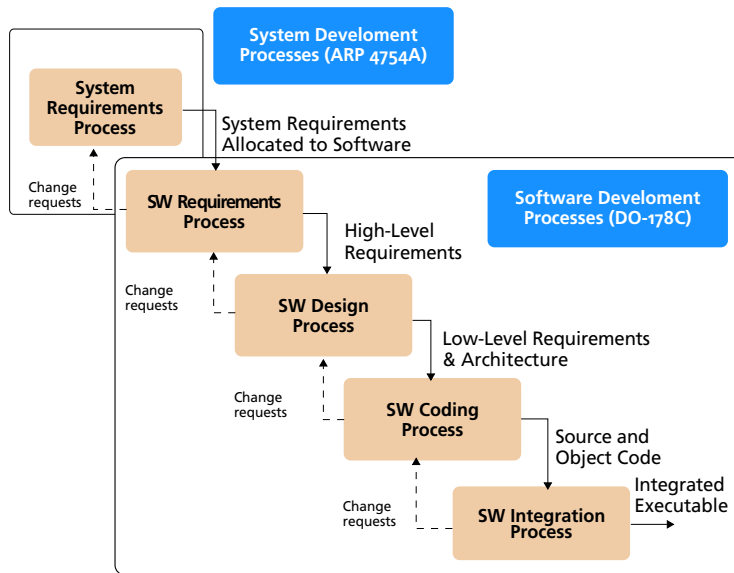 System Develoment
Processes (ARP 4754A)
System
Requirements
Process
System Requirements
Allocated to Software
Change
requests
SW Requirements
Process
Software Develoment
Processes (DO-178C)
High-Level
Requirements
Change
requests
SW Design
Process
Low-Level Requirements
& Architecture
Change
requests
SW Coding
Process
Source and
Object Code
Integrated
Executable
Change
requests
SW Integration
Process